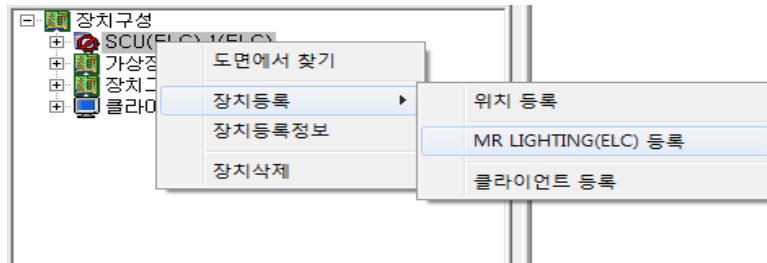 장치구성
SCU(ELC)-1(ELC)
가상장
장치그
클라이
도면에서 찾기
장치등록
장치등록정보
장치삭제
위치 등록
MR LIGHTING(ELC) 등록
클라이언트 등록